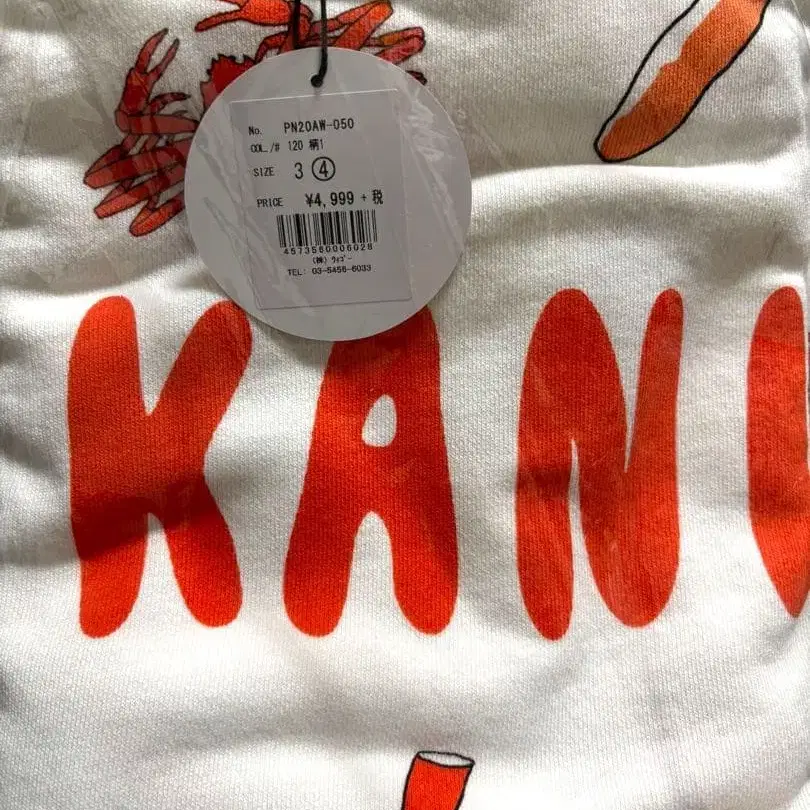 No. PN20AW-050
COL./# 120 柄1
SIZE 3 ④
PRICE ¥4,999 + 税
4573560006028
(株) ウィゴー
TEL: 03-5456-6033
KANI